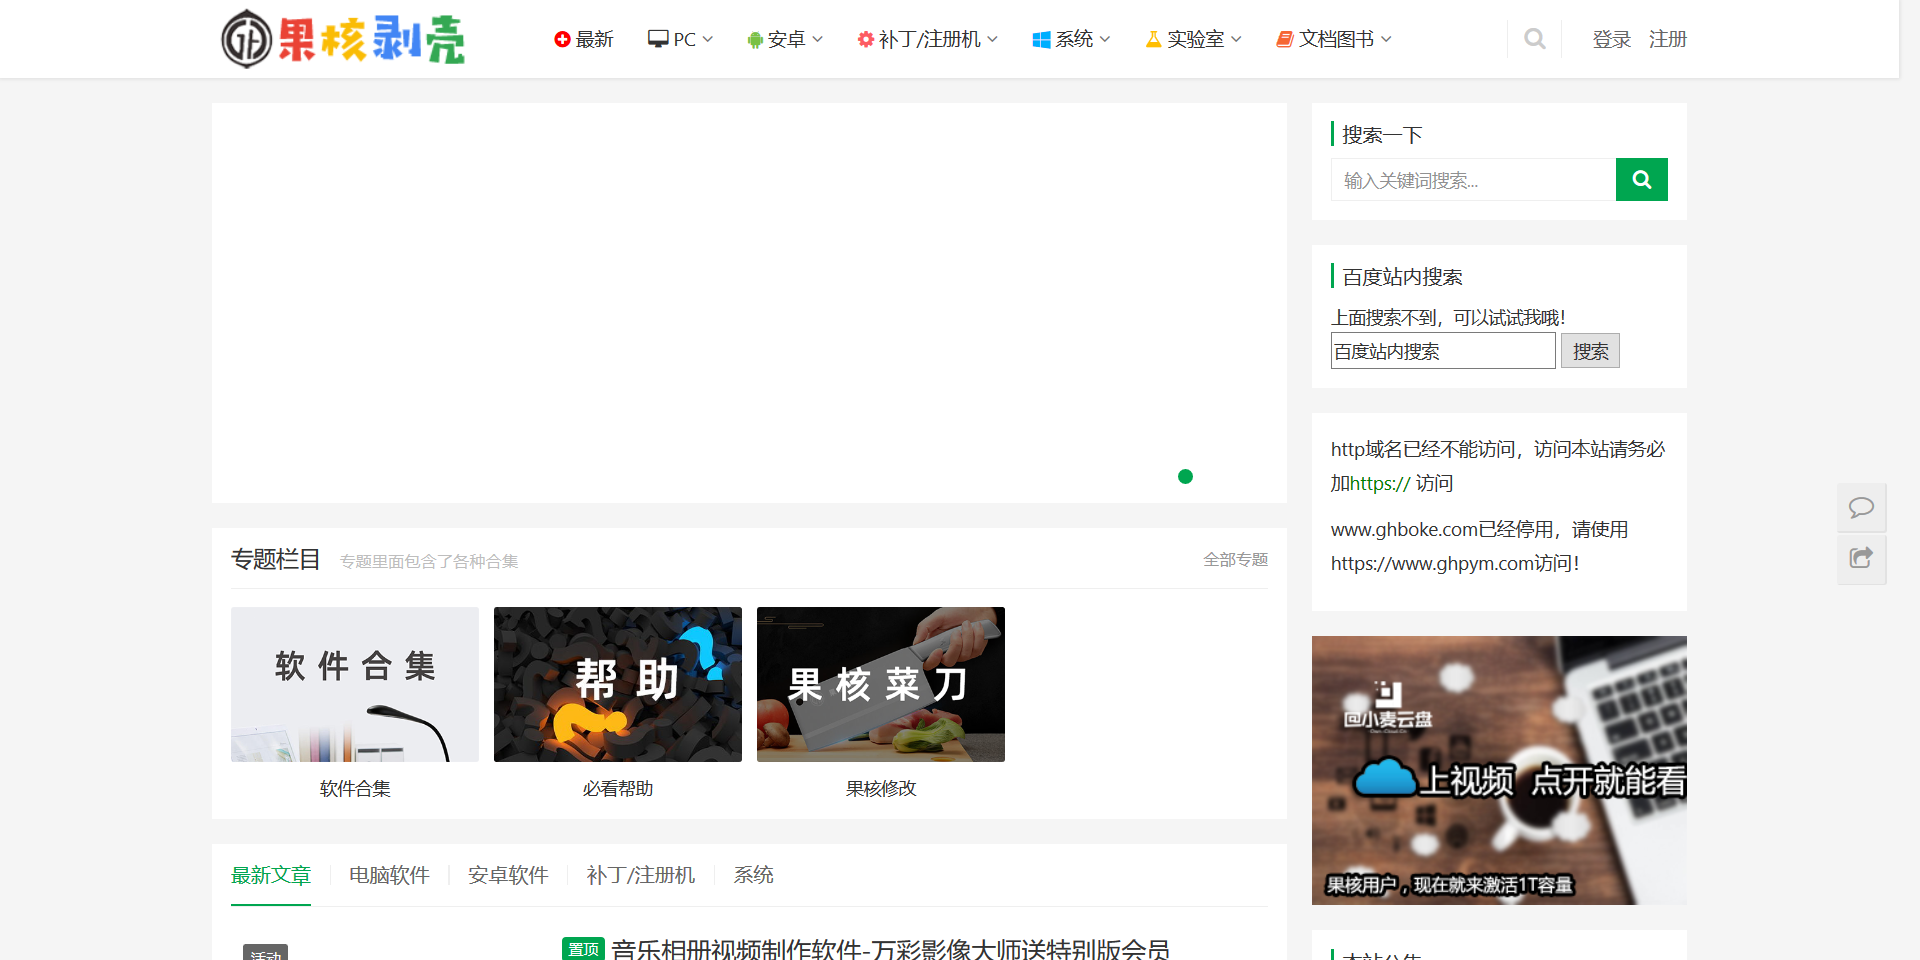 果核剥壳
最新
PC
安卓
补丁/注册机
系统
实验室
文档图书
登录
注册
搜索一下
输入关键词搜索...
百度站内搜索
上面搜索不到，可以试试我哦！
百度站内搜索
搜索
http域名已经不能访问，访问本站请务必
加https:// 访问
www.ghboke.com已经停用，请使用
https://www.ghpym.com访问！
专题栏目
专题里面包含了各种合集
全部专题
软件合集
帮助
果核菜刀
软件合集
必看帮助
果核修改
@小麦云盘
上视频 点开就能看
果核用户，现在就来激活1T容量
最新文章
电脑软件
安卓软件
补丁/注册机
系统
活动
置顶
音乐相册视频制作软件-万彩影像大师送特别版会员
本站公告